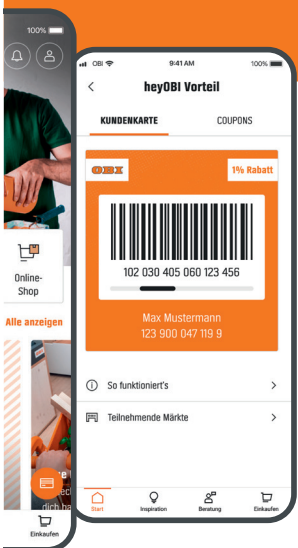 100%
Online-
Shop
Alle anzeigen
dich
Einkaufen
OBI
9:41 AM
100%
heyOBI Vorteil
KUNDENKARTE
COUPONS
OBI
1% Rabatt
102 030 405 060 123 456
Max Mustermann
123 900 047 119 9
So funktioniert's
Teilnehmende Märkte
Start
Inspiration
Beratung
Einkaufen